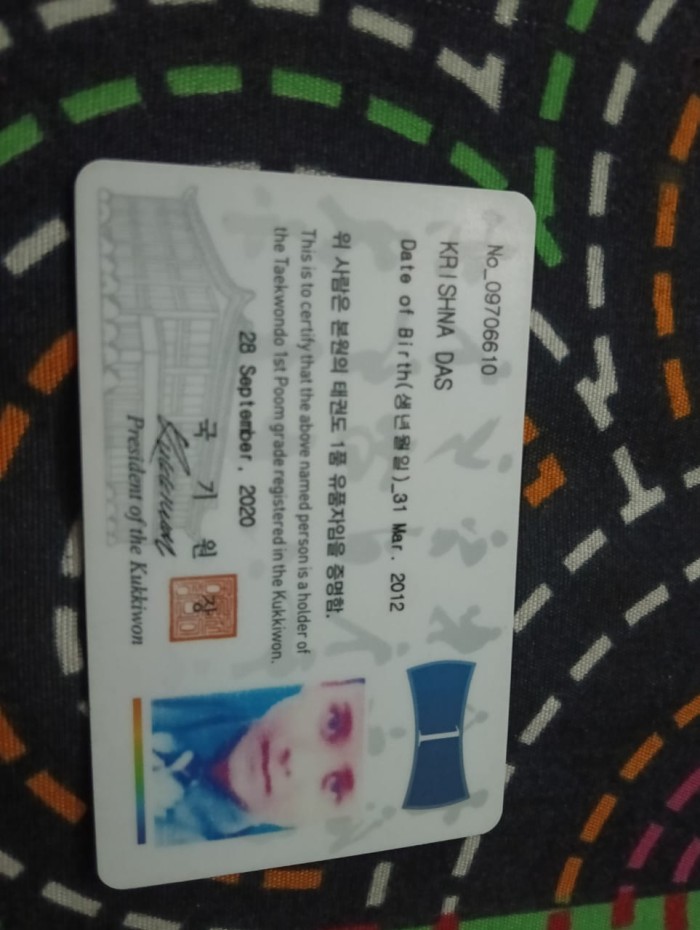 No_09706610
KRISHNA DAS
Date of Birth(생년월일)_31 Mar. 2012
1
위 사람은 본원의 태권도 1품 유품자임을 증명함.
This is to certify that the above named person is a holder of
the Taekwondo 1st Poom grade registered in the Kukkiwon.
28 September, 2020
국 기 원 장
President of the Kukkiwon